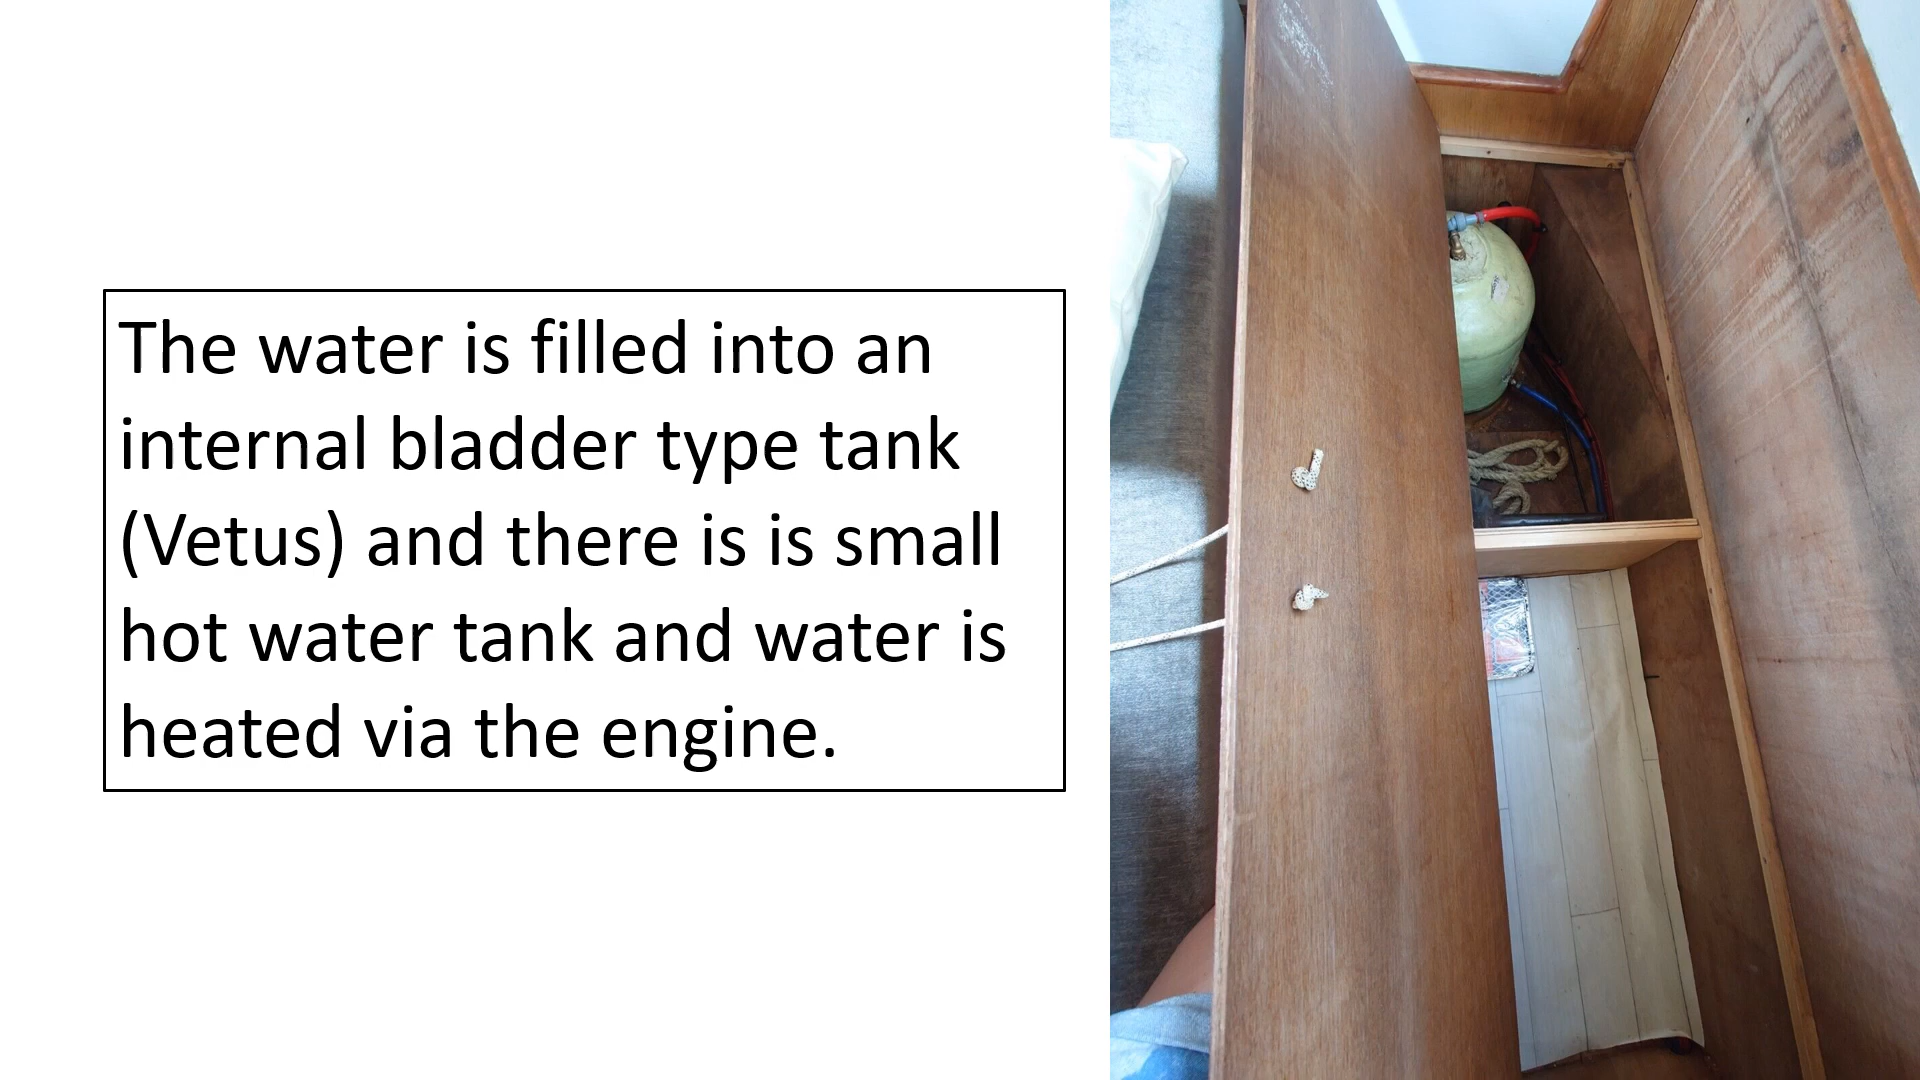 The water is filled into an
internal bladder type tank
(Vetus) and there is is small
hot water tank and water is
heated via the engine.